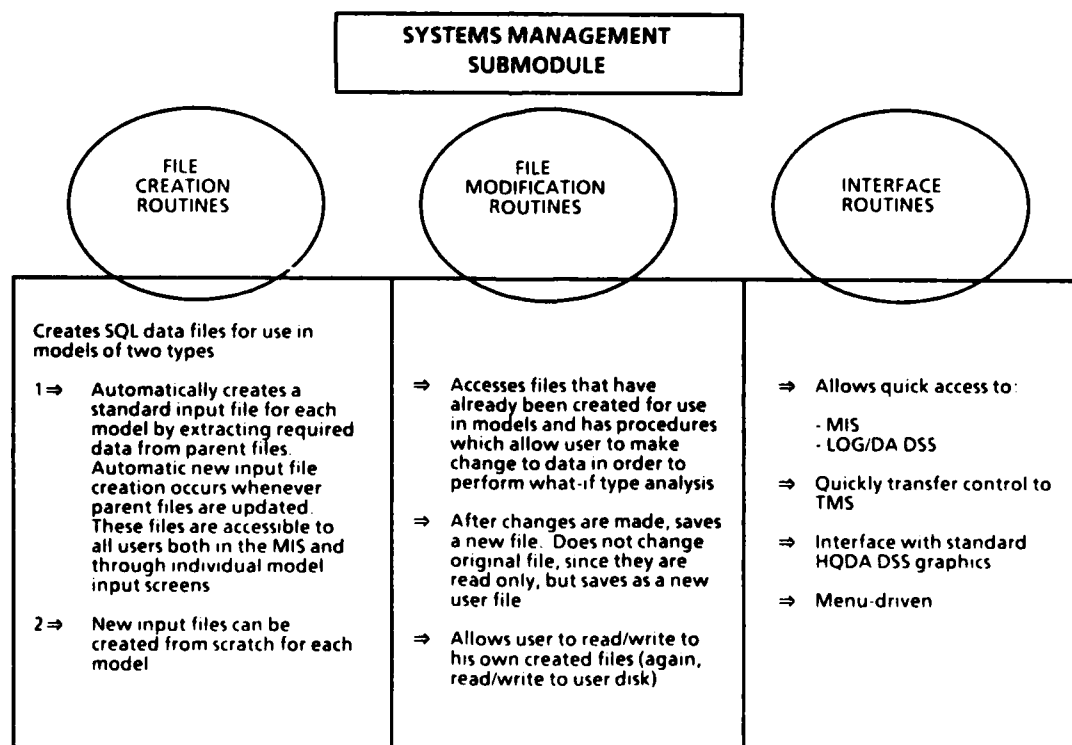 SYSTEMS MANAGEMENT
SUBMODULE
FILE
CREATION
ROUTINES
FILE
MODIFICATION
ROUTINES
INTERFACE
ROUTINES
Creates SQL data files for use in
models of two types
1⇒ Automatically creates a
standard input file for each
model by extracting required
data from parent files.
Automatic new input file
creation occurs whenever
parent files are updated.
These files are accessible to
all users both in the MIS and
through individual model
input screens
2⇒ New input files can be
created from scratch for each
model
⇒ Accesses files that have
already been created for use
in models and has procedures
which allow user to make
change to data in order to
perform what-if type analysis
⇒ After changes are made, saves
a new file. Does not change
original file, since they are
read only, but saves as a new
user file
⇒ Allows user to read/write to
his own created files (again,
read/write to user disk)
⇒ Allows quick access to:
- MIS
- LOG/DA DSS
⇒ Quickly transfer control to
TMS
⇒ Interface with standard
HQDA DSS graphics
⇒ Menu-driven